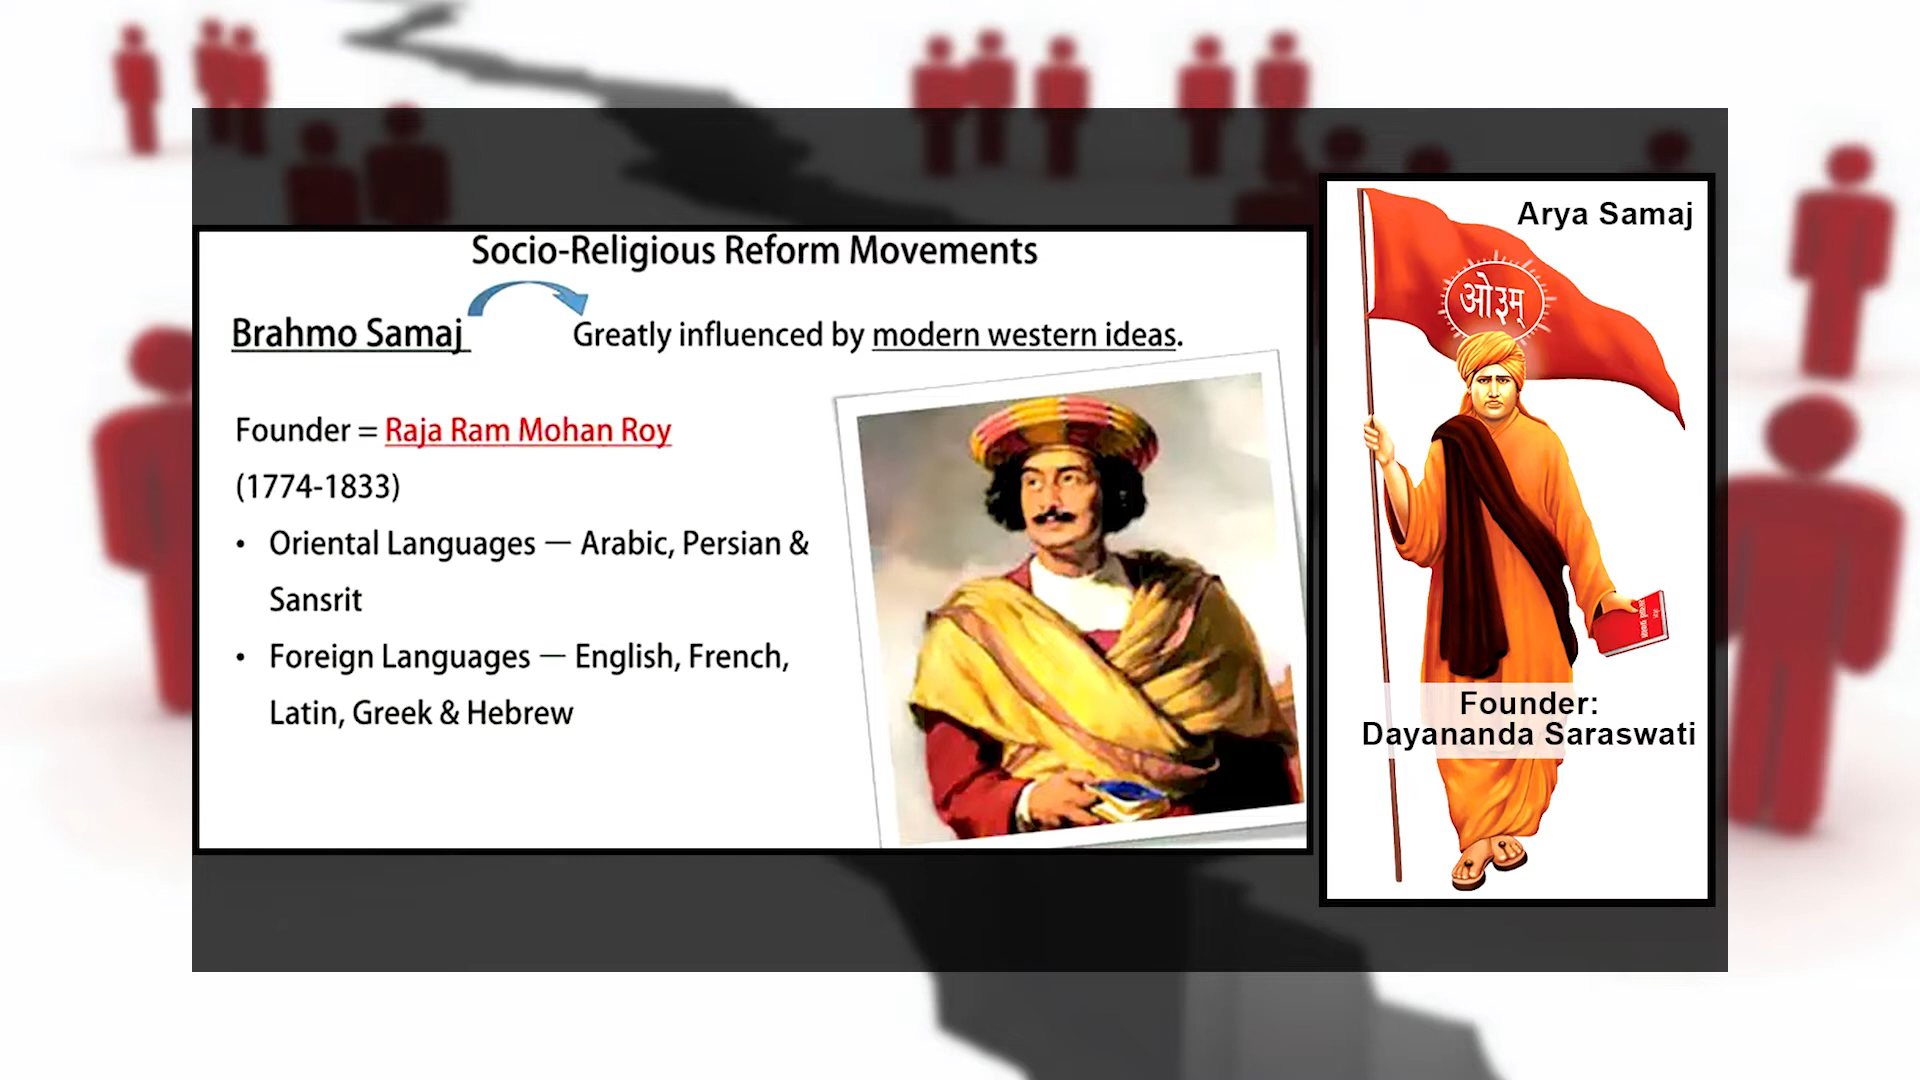 Socio-Religious Reform Movements
Brahmo Samaj
Greatly influenced by modern western ideas.
Founder = Raja Ram Mohan Roy
(1774-1833)
• Oriental Languages — Arabic, Persian &
Sansrit
• Foreign Languages — English, French,
Latin, Greek & Hebrew
Arya Samaj
ओ३म्
Founder:
Dayananda Saraswati